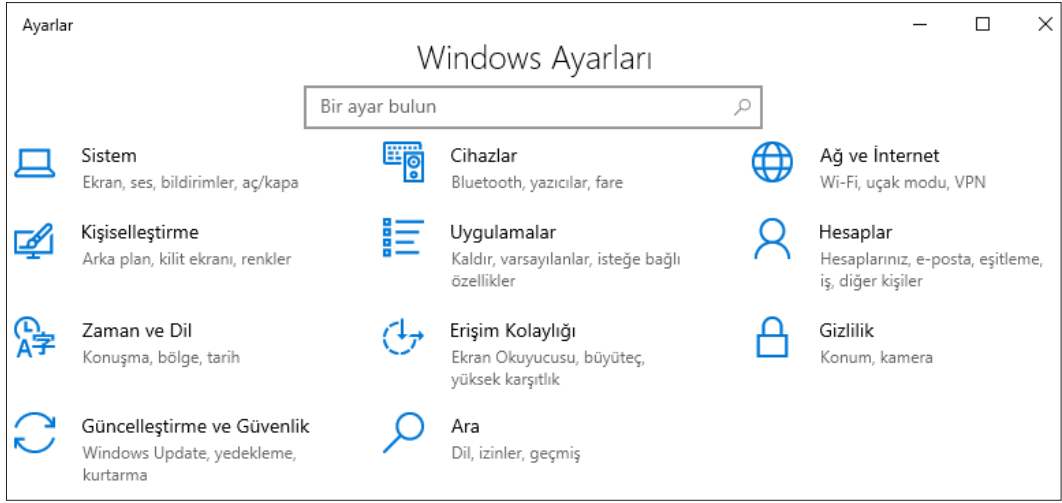 Ayarlar
Windows Ayarları
Bir ayar bulun
Sistem
Ekran, ses, bildirimler, aç/kapa
Cihazlar
Bluetooth, yazıcılar, fare
Ağ ve İnternet
Wi-Fi, uçak modu, VPN
Kişiselleştirme
Arka plan, kilit ekranı, renkler
Uygulamalar
Kaldır, varsayılanlar, isteğe bağlı
özellikler
Hesaplar
Hesaplarınız, e-posta, eşitleme,
iş, diğer kişiler
Zaman ve Dil
Konuşma, bölge, tarih
Erişim Kolaylığı
Ekran Okuyucusu, büyüteç,
yüksek karşıtlık
Gizlilik
Konum, kamera
Güncelleştirme ve Güvenlik
Windows Update, yedekleme,
kurtarma
Ara
Dil, izinler, geçmiş